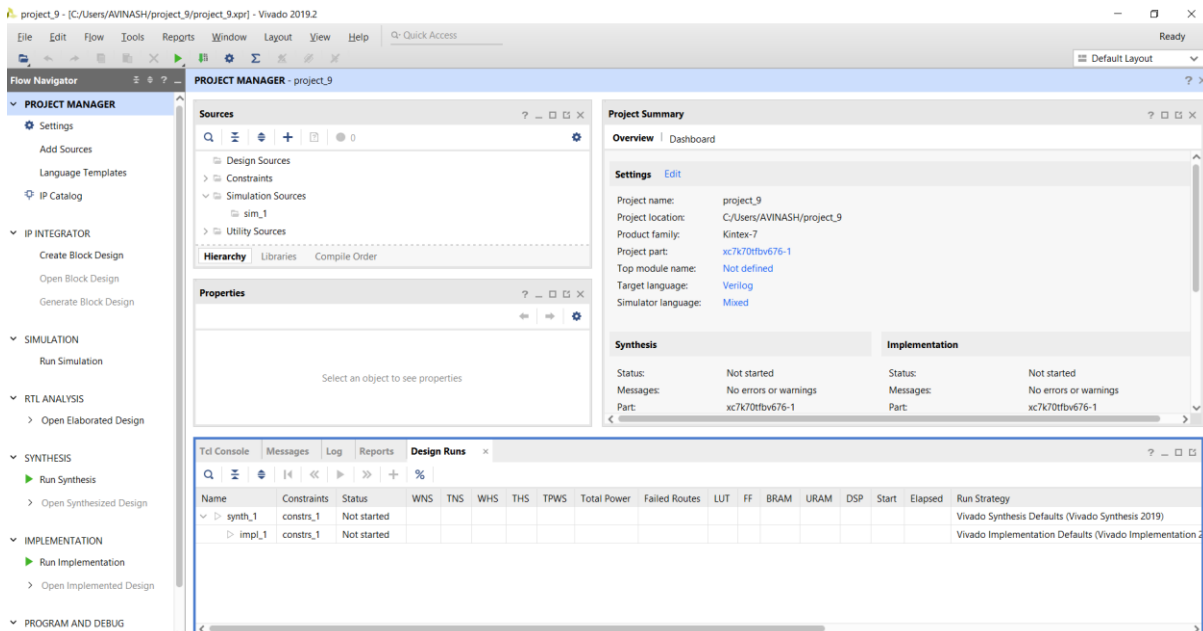 project_9 - [C:/Users/AVINASH/project_9/project_9.xpr] - Vivado 2019.2
File Edit Flow Tools Reports Window Layout View Help Quick Access Ready
Default Layout
Flow Navigator
PROJECT MANAGER - project_9
PROJECT MANAGER
Settings
Add Sources
Language Templates
IP Catalog
IP INTEGRATOR
Create Block Design
Open Block Design
Generate Block Design
SIMULATION
Run Simulation
RTL ANALYSIS
Open Elaborated Design
SYNTHESIS
Run Synthesis
Open Synthesized Design
IMPLEMENTATION
Run Implementation
Open Implemented Design
PROGRAM AND DEBUG
Sources
0
Design Sources
Constraints
Simulation Sources
sim_1
Utility Sources
Hierarchy Libraries Compile Order
Properties
Select an object to see properties
Project Summary
Overview Dashboard
Settings Edit
Project name: project_9
Project location: C:/Users/AVINASH/project_9
Product family: Kintex-7
Project part: xc7k70tfbv676-1
Top module name: Not defined
Target language: Verilog
Simulator language: Mixed
Synthesis
Status: Not started
Messages: No errors or warnings
Part: xc7k70tfbv676-1
Implementation
Status: Not started
Messages: No errors or warnings
Part: xc7k70tfbv676-1
Tcl Console Messages Log Reports Design Runs
Name Constraints Status WNS TNS WHS THS TPWS Total Power Failed Routes LUT FF BRAM URAM DSP Start Elapsed Run Strategy
synth_1 constrs_1 Not started Vivado Synthesis Defaults (Vivado Synthesis 2019)
impl_1 constrs_1 Not started Vivado Implementation Defaults (Vivado Implementation 2